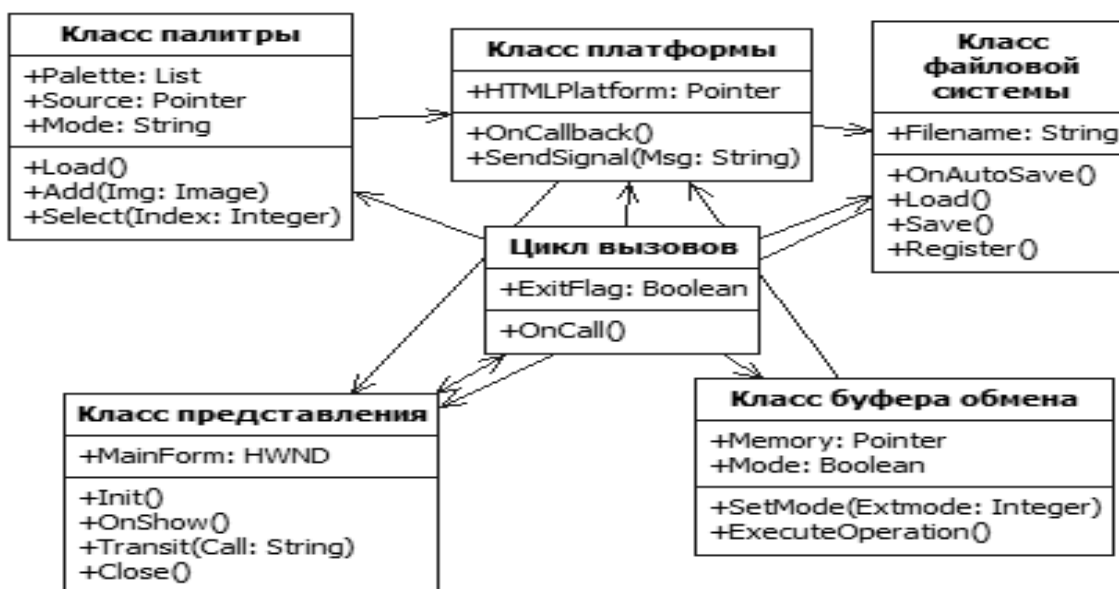 Класс палитры
+Palette: List
+Source: Pointer
+Mode: String
+Load()
+Add(Img: Image)
+Select(Index: Integer)
Класс платформы
+HTMLPlatform: Pointer
+OnCallback()
+SendSignal(Msg: String)
Класс
файловой
системы
+Filename: String
+OnAutoSave()
+Load()
+Save()
+Register()
Цикл вызовов
+ExitFlag: Boolean
+OnCall()
Класс представления
+MainForm: HWND
+Init()
+OnShow()
+Transit(Call: String)
+Close()
Класс буфера обмена
+Memory: Pointer
+Mode: Boolean
+SetMode(Extmode: Integer)
+ExecuteOperation()